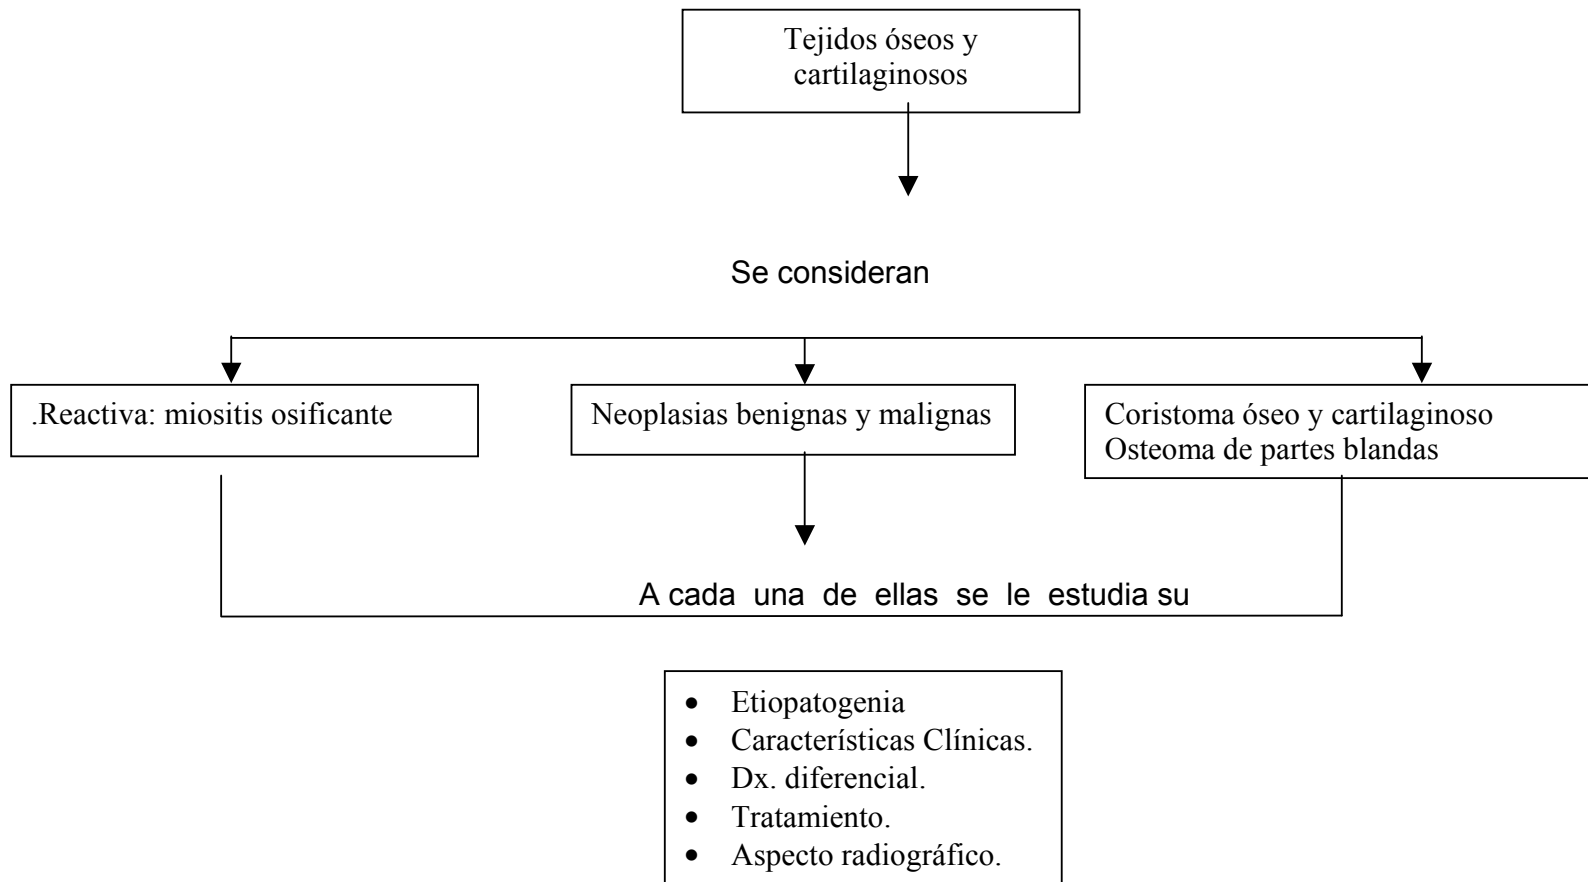 Tejidos óseos y
cartilaginosos
Se consideran
.Reactiva: miositis osificante
Neoplasias benignas y malignas
Coristoma óseo y cartilaginoso
Osteoma de partes blandas
A cada una de ellas se le estudia su
• Etiopatogenia
• Características Clínicas.
• Dx. diferencial.
• Tratamiento.
• Aspecto radiográfico.